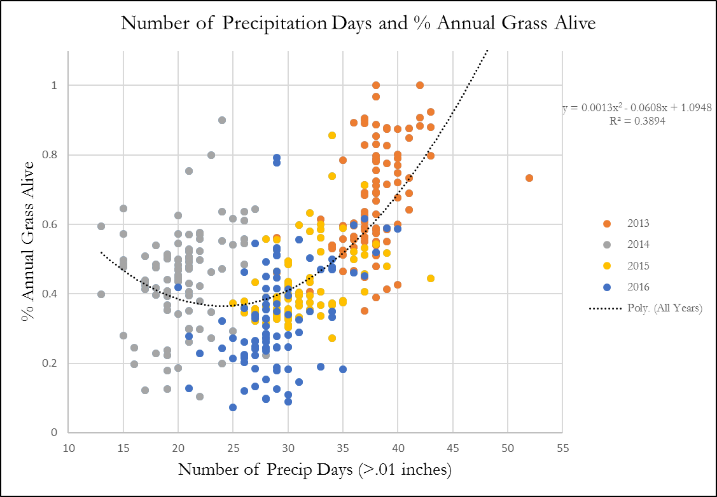 Number of Precipitation Days and % Annual Grass Alive
1
0.8
0.6
0.4
0.2
0
% Annual Grass Alive
10 15 20 25 30 35 40 45 50 55
Number of Precip Days (>.01 inches)
y = 0.0013x² - 0.0608x + 1.0948
R² = 0.3894
2013
2014
2015
2016
Poly. (All Years)